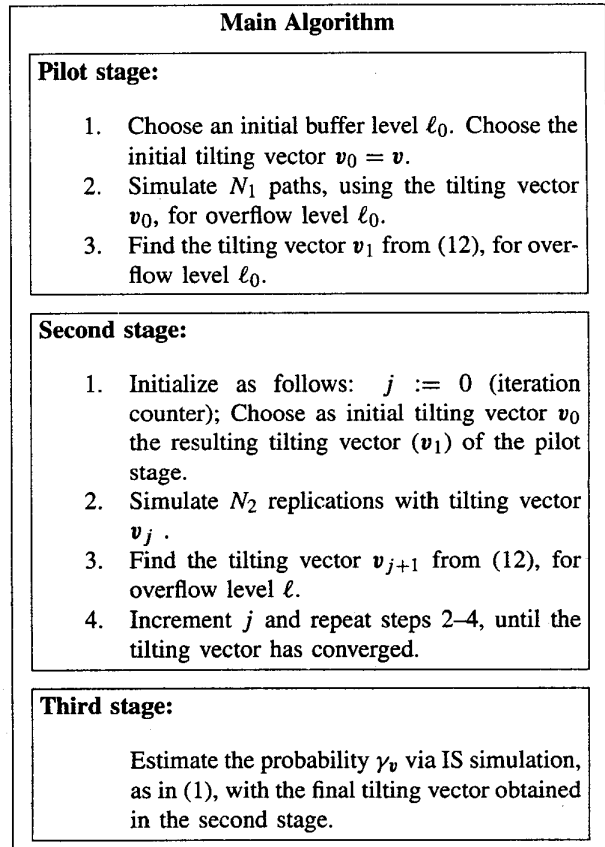 Main Algorithm
Pilot stage:
1. Choose an initial buffer level ℓ₀. Choose the
initial tilting vector v₀ = v.
2. Simulate N₁ paths, using the tilting vector
v₀, for overflow level ℓ₀.
3. Find the tilting vector v₁ from (12), for over-
flow level ℓ₀.
Second stage:
1. Initialize as follows: j := 0 (iteration
counter); Choose as initial tilting vector v₀
the resulting tilting vector (v₁) of the pilot
stage.
2. Simulate N₂ replications with tilting vector
vⱼ .
3. Find the tilting vector vⱼ₊₁ from (12), for
overflow level ℓ.
4. Increment j and repeat steps 2–4, until the
tilting vector has converged.
Third stage:
Estimate the probability γᵥ via IS simulation,
as in (1), with the final tilting vector obtained
in the second stage.